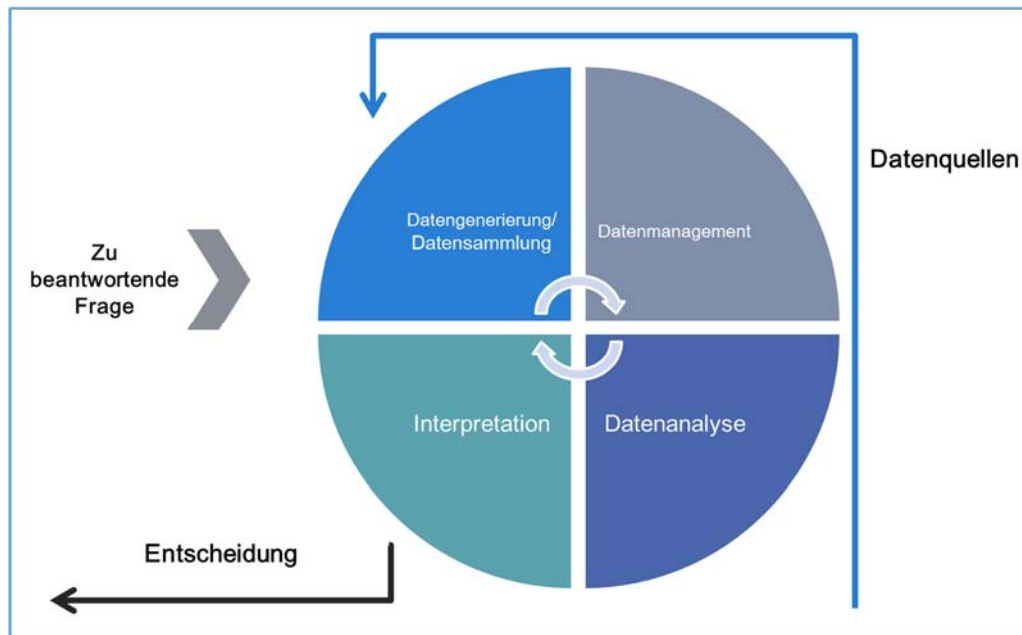 Datenquellen
Datengenerierung/
Datensammlung
Datenmanagement
Zu
beantwortende
Frage
Interpretation
Datenanalyse
Entscheidung